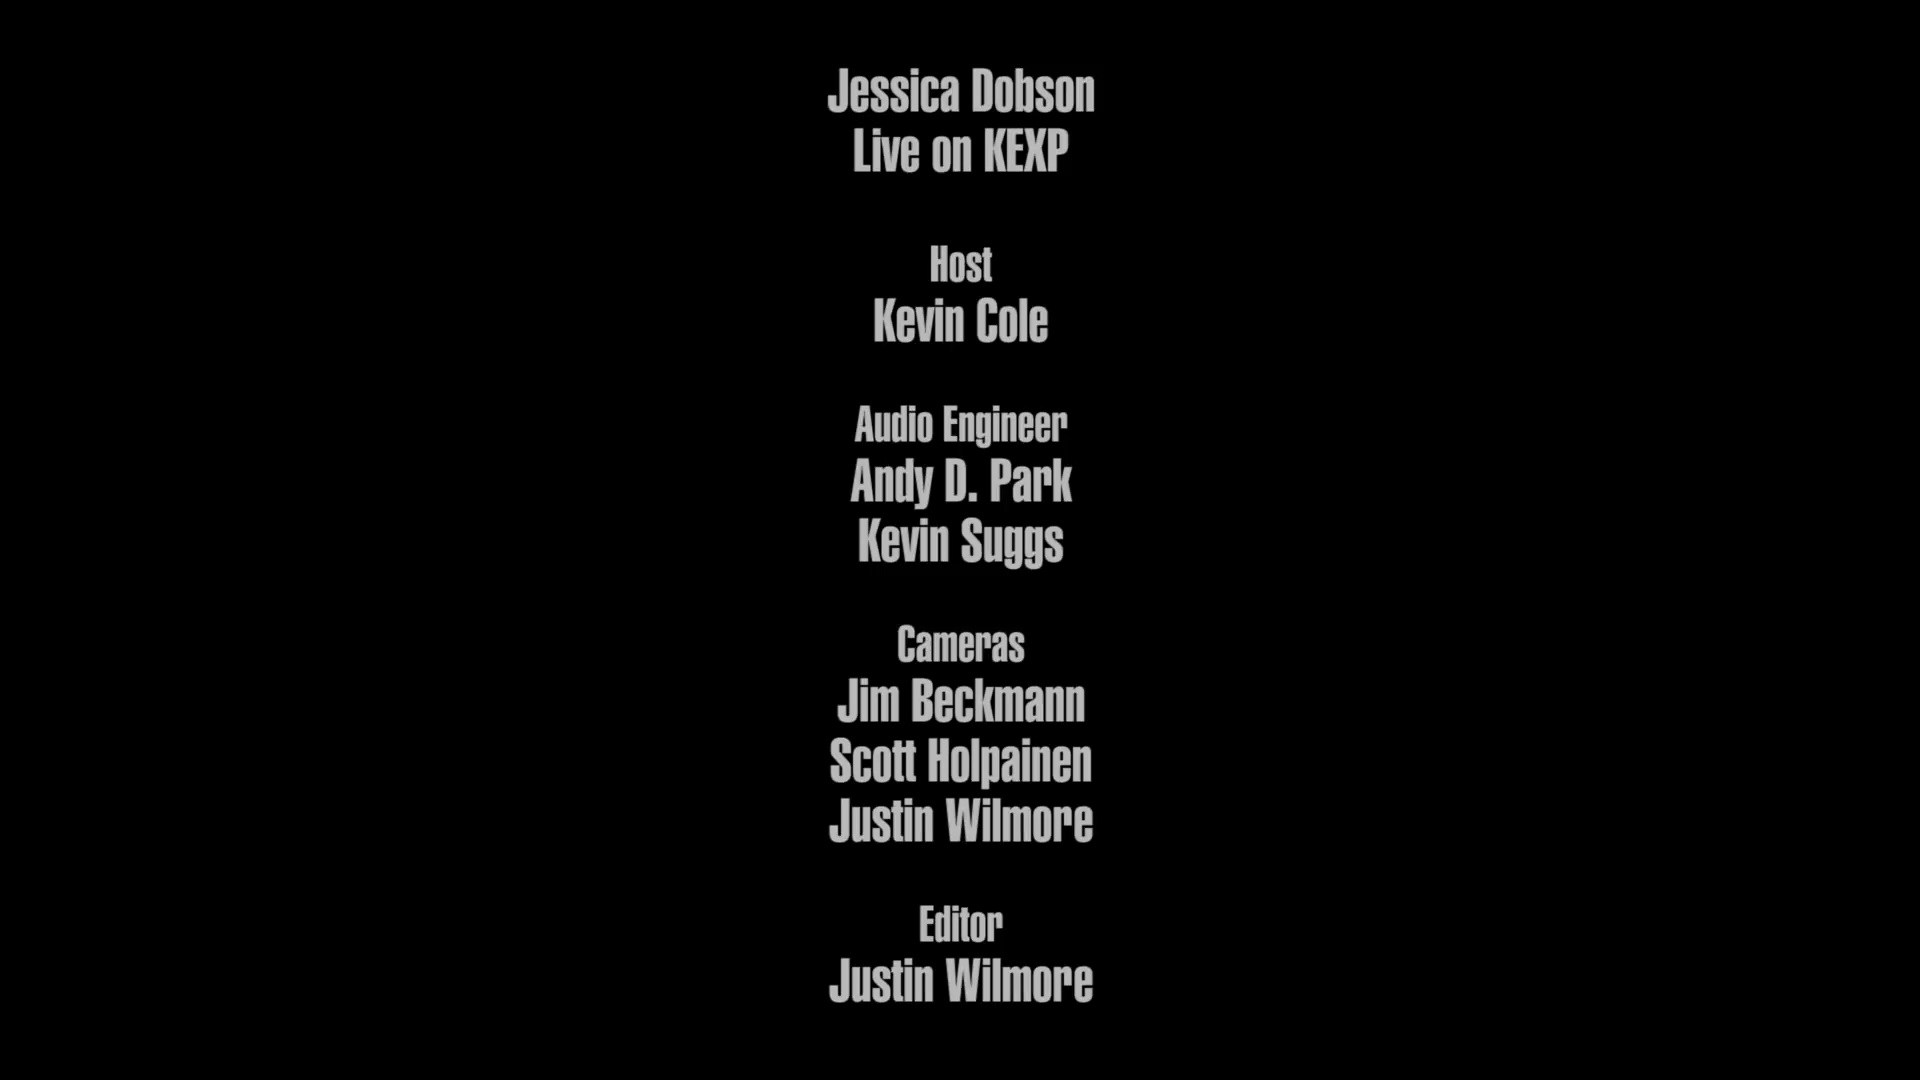 Jessica Dobson
Live on KEXP
Host
Kevin Cole
Audio Engineer
Andy D. Park
Kevin Suggs
Cameras
Jim Beckmann
Scott Holpainen
Justin Wilmore
Editor
Justin Wilmore